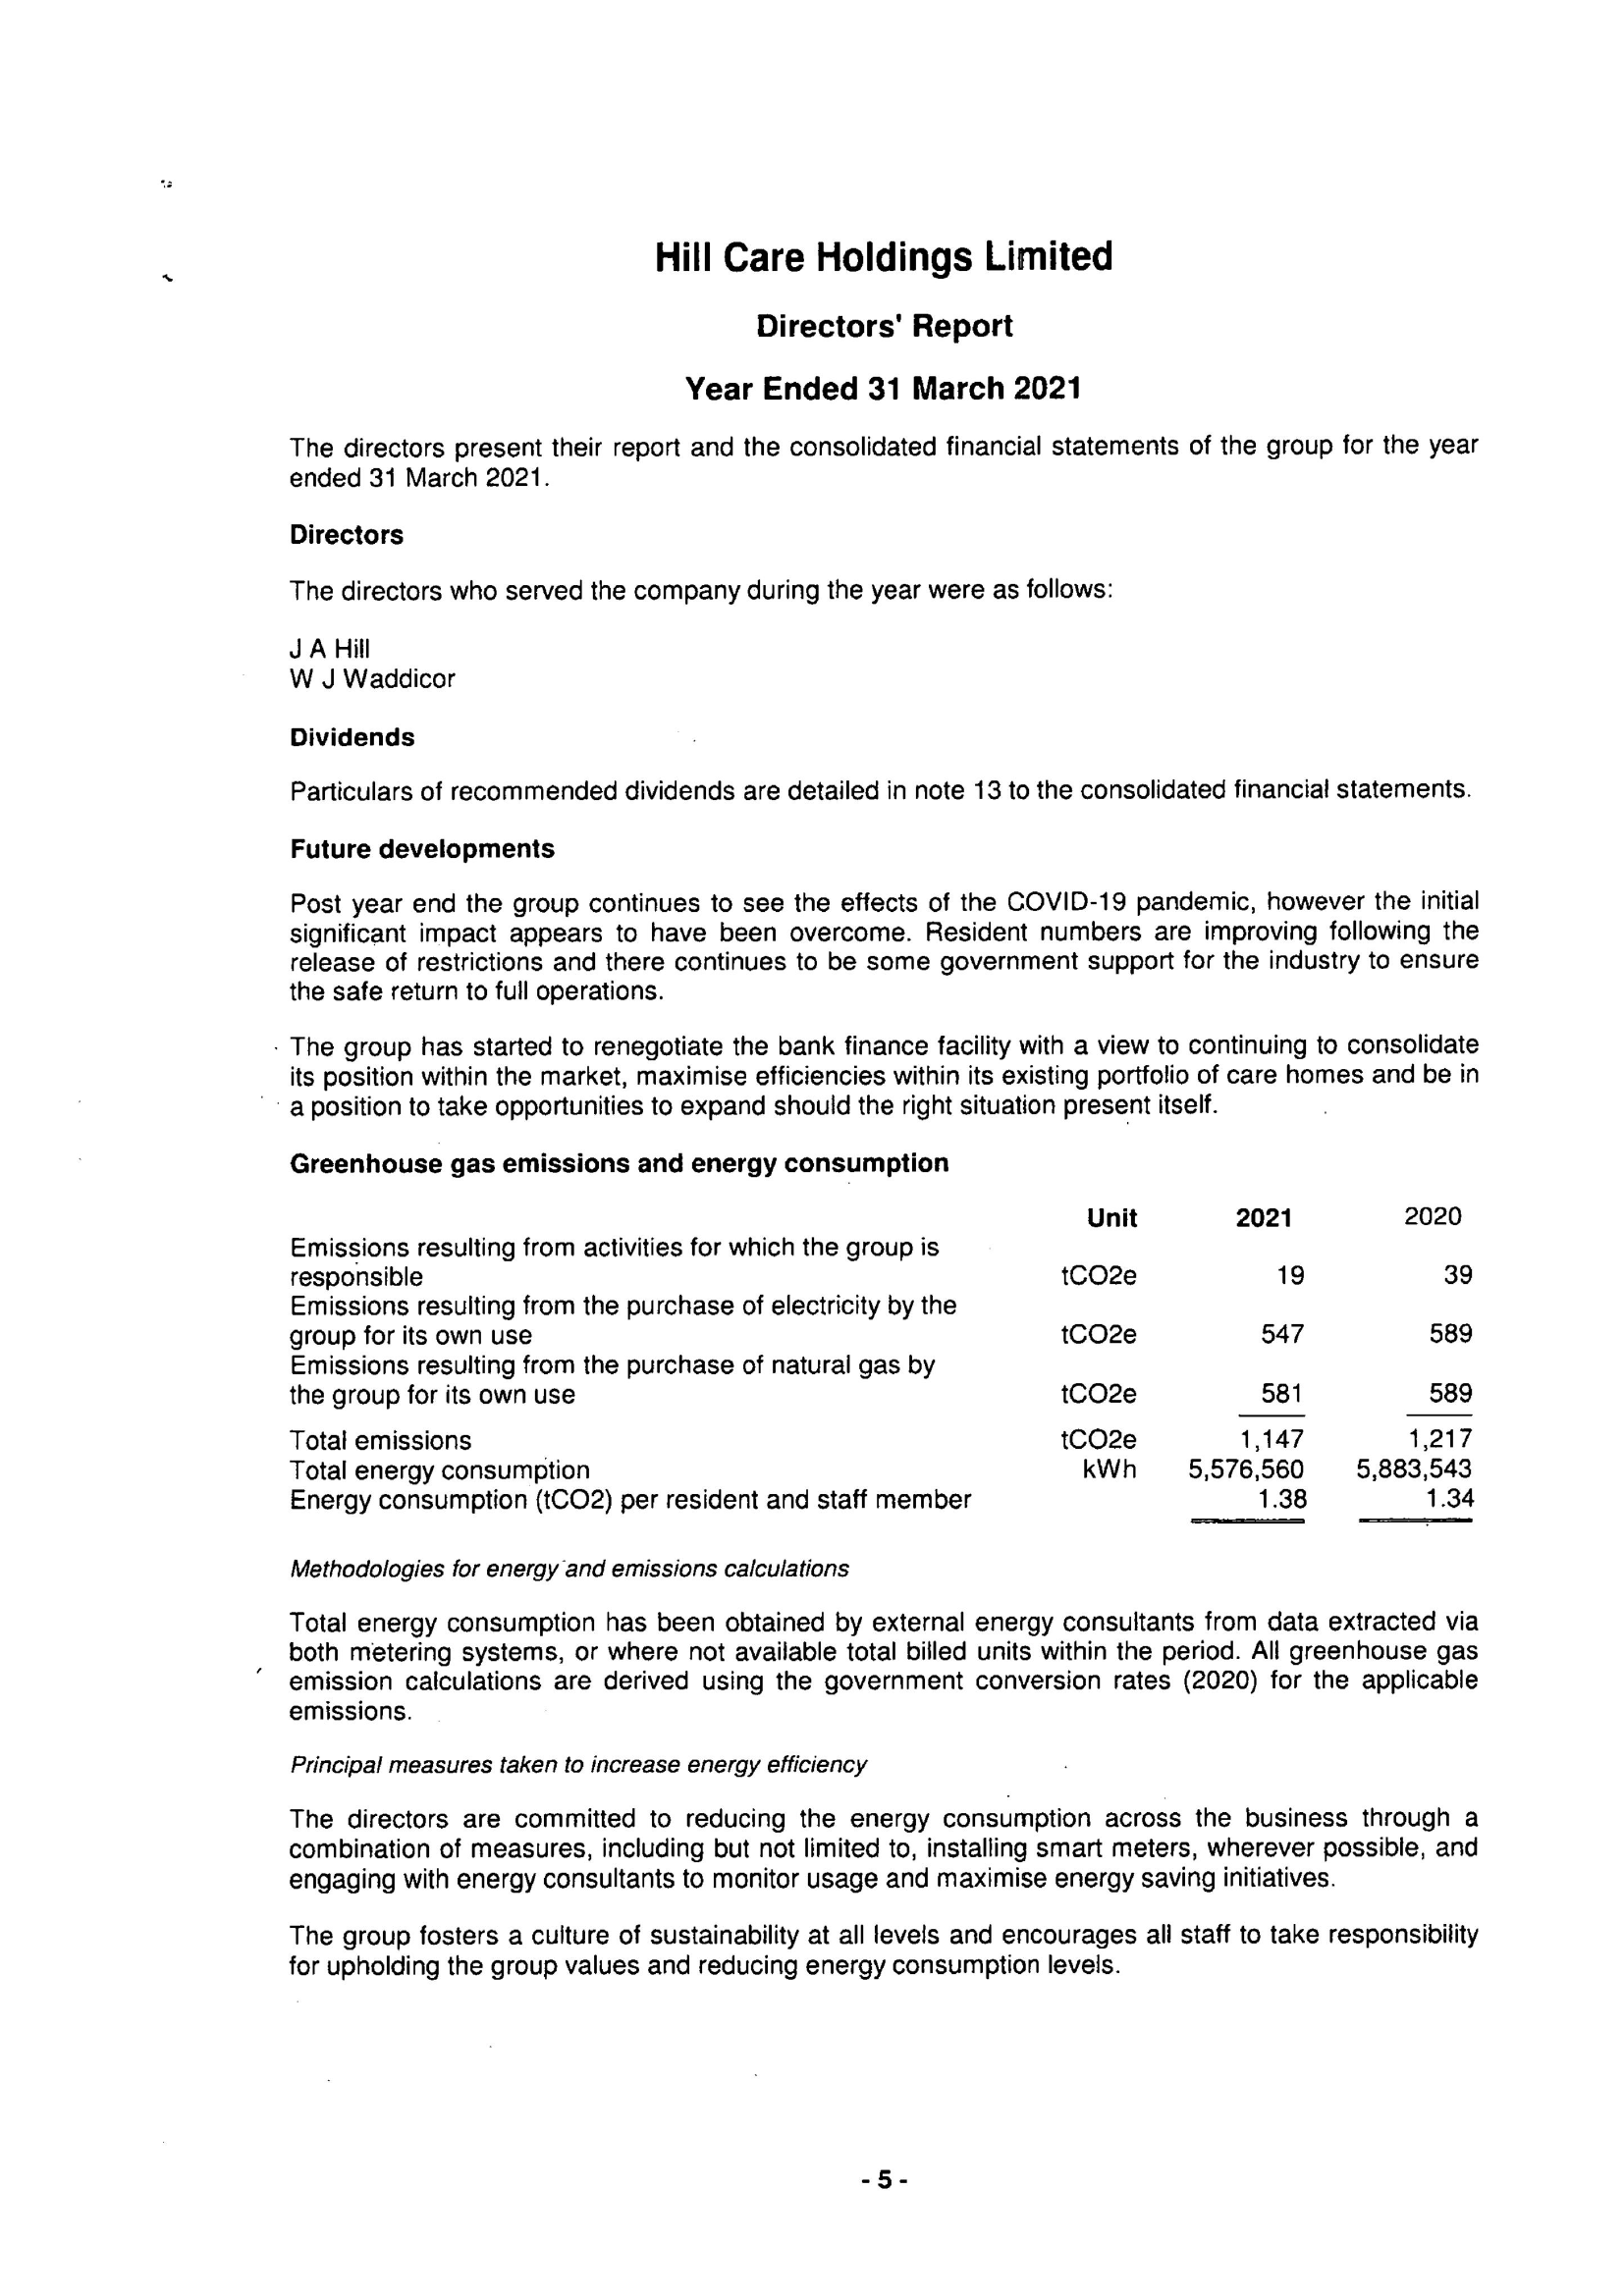 Hill Care Holdings Limited
Directors' Report
Year Ended 31 March 2021
The directors present their report and the consolidated financial statements of the group for the year
ended 31 March 2021.
Directors
The directors who served the company during the year were as follows:
J A Hill
W J Waddicor
Dividends
Particulars of recommended dividends are detailed in note 13 to the consolidated financial statements.
Future developments
Post year end the group continues to see the effects of the COVID-19 pandemic, however the initial
significant impact appears to have been overcome. Resident numbers are improving following the
release of restrictions and there continues to be some government support for the industry to ensure
the safe return to full operations.
The group has started to renegotiate the bank finance facility with a view to continuing to consolidate
its position within the market, maximise efficiencies within its existing portfolio of care homes and be in
a position to take opportunities to expand should the right situation present itself.
Greenhouse gas emissions and energy consumption
Unit 2021 2020
Emissions resulting from activities for which the group is
responsible tCO2e 19 39
Emissions resulting from the purchase of electricity by the
group for its own use tCO2e 547 589
Emissions resulting from the purchase of natural gas by
the group for its own use tCO2e 581 589
Total emissions tCO2e 1,147 1,217
Total energy consumption kWh 5,576,560 5,883,543
Energy consumption (tCO2) per resident and staff member 1.38 1.34
Methodologies for energy and emissions calculations
Total energy consumption has been obtained by external energy consultants from data extracted via
both metering systems, or where not available total billed units within the period. All greenhouse gas
emission calculations are derived using the government conversion rates (2020) for the applicable
emissions.
Principal measures taken to increase energy efficiency
The directors are committed to reducing the energy consumption across the business through a
combination of measures, including but not limited to, installing smart meters, wherever possible, and
engaging with energy consultants to monitor usage and maximise energy saving initiatives.
The group fosters a culture of sustainability at all levels and encourages all staff to take responsibility
for upholding the group values and reducing energy consumption levels.
- 5 -